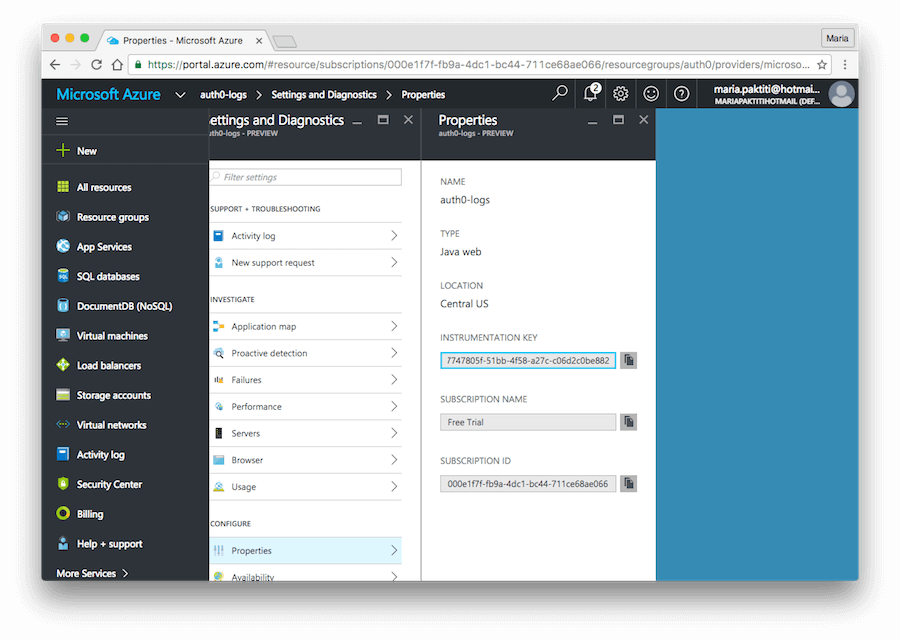 Properties - Microsoft Azure
Maria
https://portal.azure.com/#resource/subscriptions/000e1f7f-fb9a-4dc1-bc44-711ce68ae066/resourcegroups/auth0/providers/microso...
Microsoft Azure
auth0-logs
Settings and Diagnostics
Properties
2
maria.paktiti@hotmai...
MARIAPAKTITIHOTMAIL (DEF...
New
All resources
Resource groups
App Services
SQL databases
DocumentDB (NoSQL)
Virtual machines
Load balancers
Storage accounts
Virtual networks
Activity log
Security Center
Billing
Help + support
More Services
ettings and Diagnostics
uth0-logs - PREVIEW
Filter settings
SUPPORT + TROUBLESHOOTING
Activity log
New support request
INVESTIGATE
Application map
Proactive detection
Failures
Performance
Servers
Browser
Usage
CONFIGURE
Properties
Availability
Properties
auth0-logs - PREVIEW
NAME
auth0-logs
TYPE
Java web
LOCATION
Central US
INSTRUMENTATION KEY
7747805f-51bb-4f58-a27c-c06d2c0be882
SUBSCRIPTION NAME
Free Trial
SUBSCRIPTION ID
000e1f7f-fb9a-4dc1-bc44-711ce68ae066